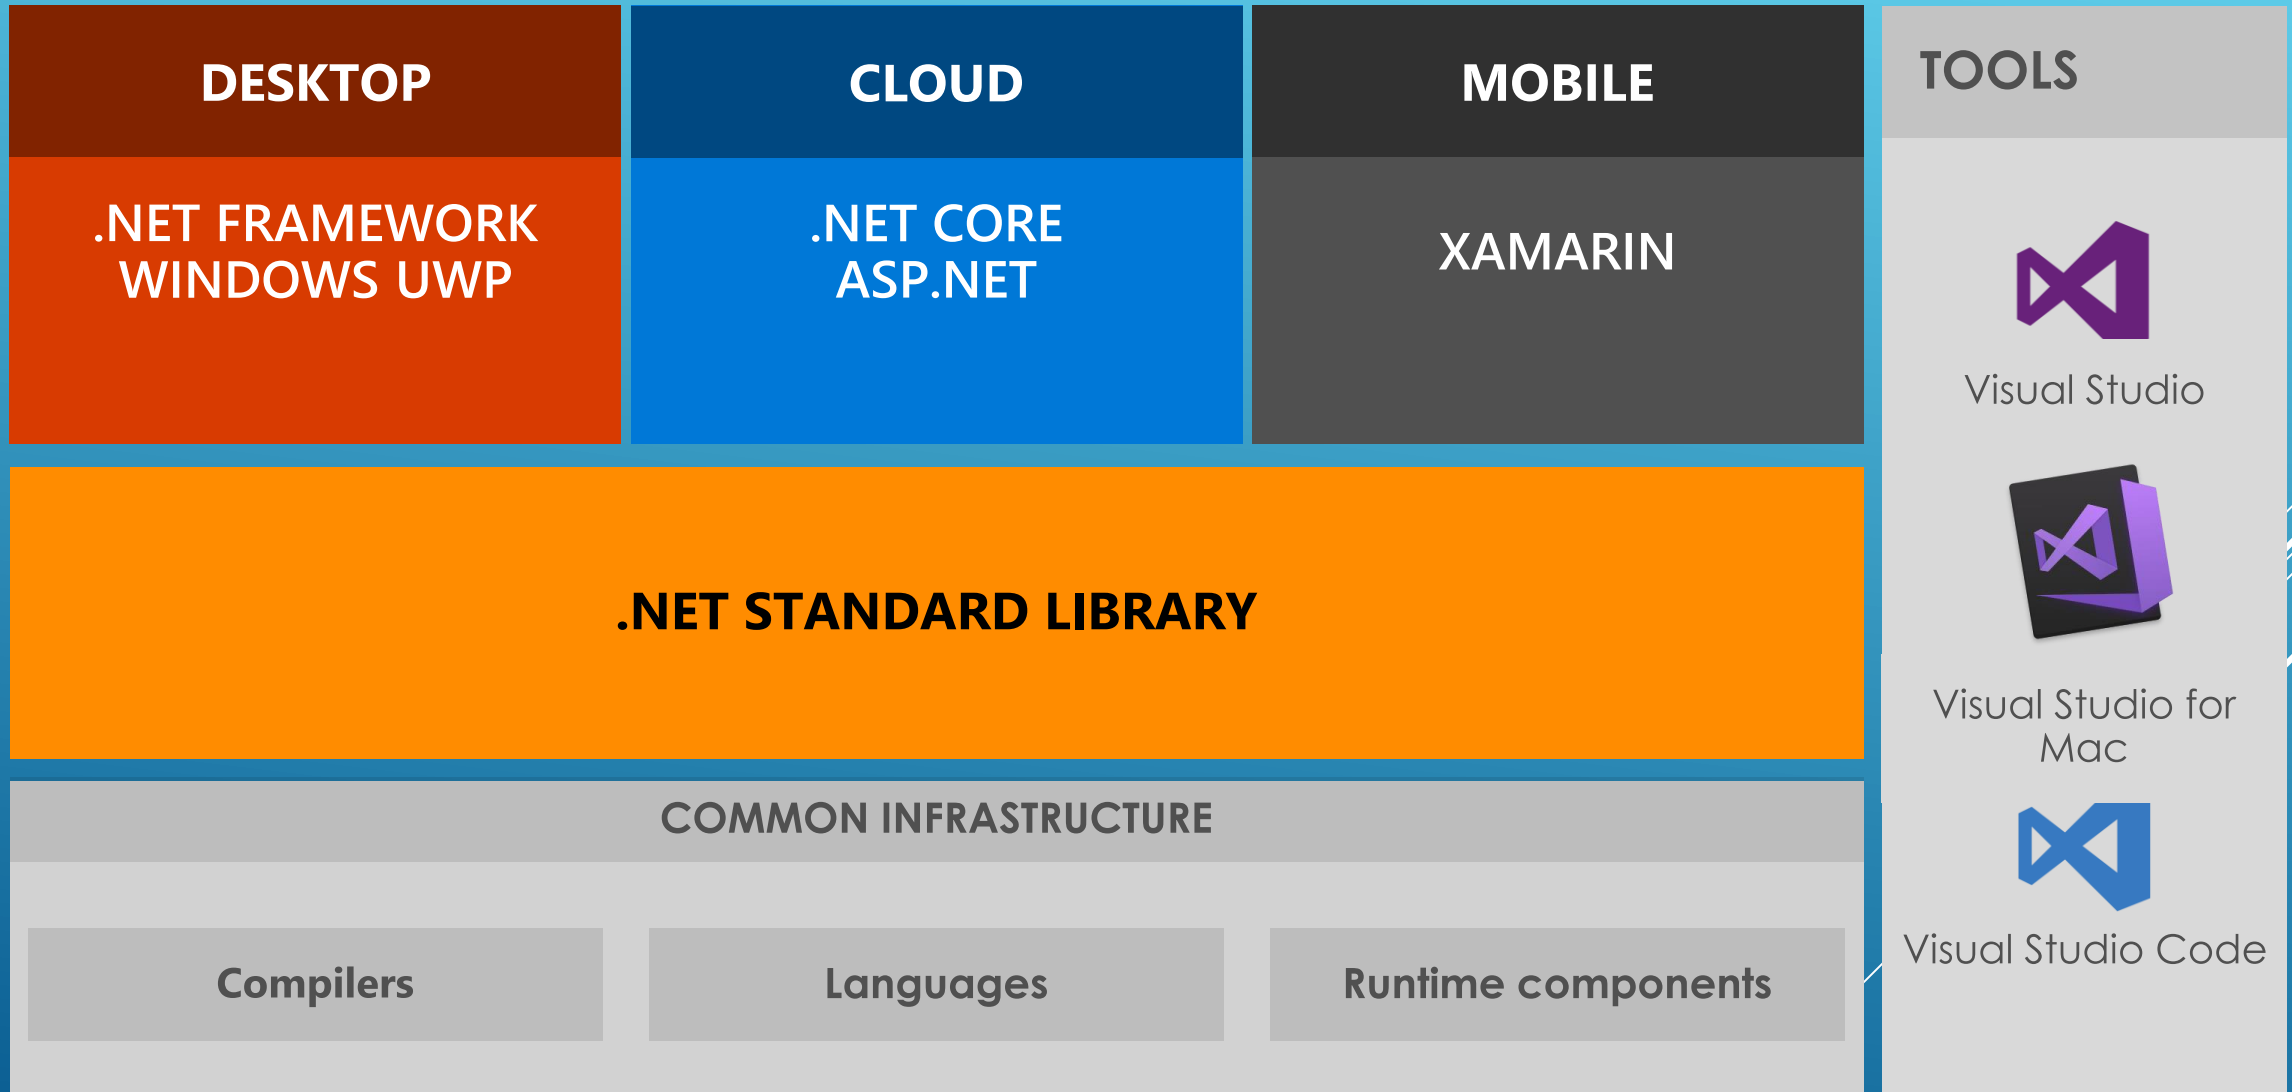 DESKTOP
.NET FRAMEWORK
WINDOWS UWP
CLOUD
.NET CORE
ASP.NET
MOBILE
XAMARIN
.NET STANDARD LIBRARY
COMMON INFRASTRUCTURE
Compilers
Languages
Runtime components
TOOLS
Visual Studio
Visual Studio for
Mac
Visual Studio Code